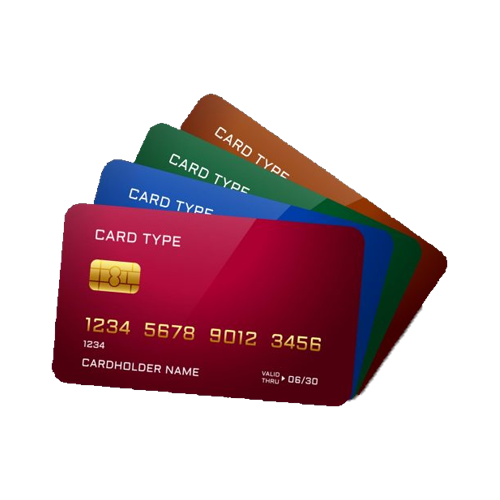 CARD TYPE
CARD TYPE
CARD TYPE
CARD TYPE
1234 5678 9012 3456
1234
CARDHOLDER NAME
VALID
THRU 06/30